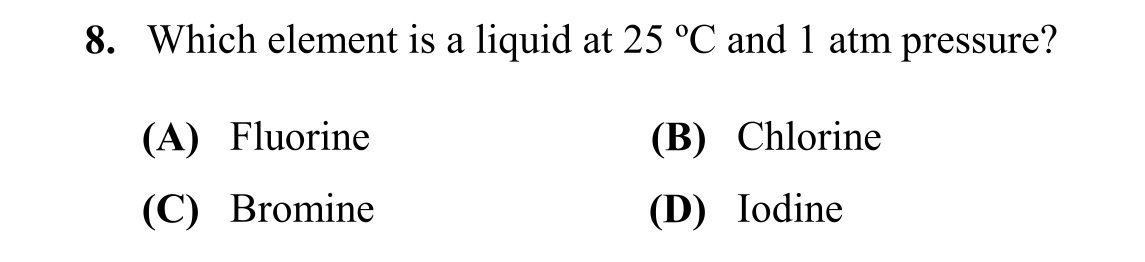 8. Which element is a liquid at 25 ºC and 1 atm pressure?
(A) Fluorine (B) Chlorine
(C) Bromine (D) Iodine